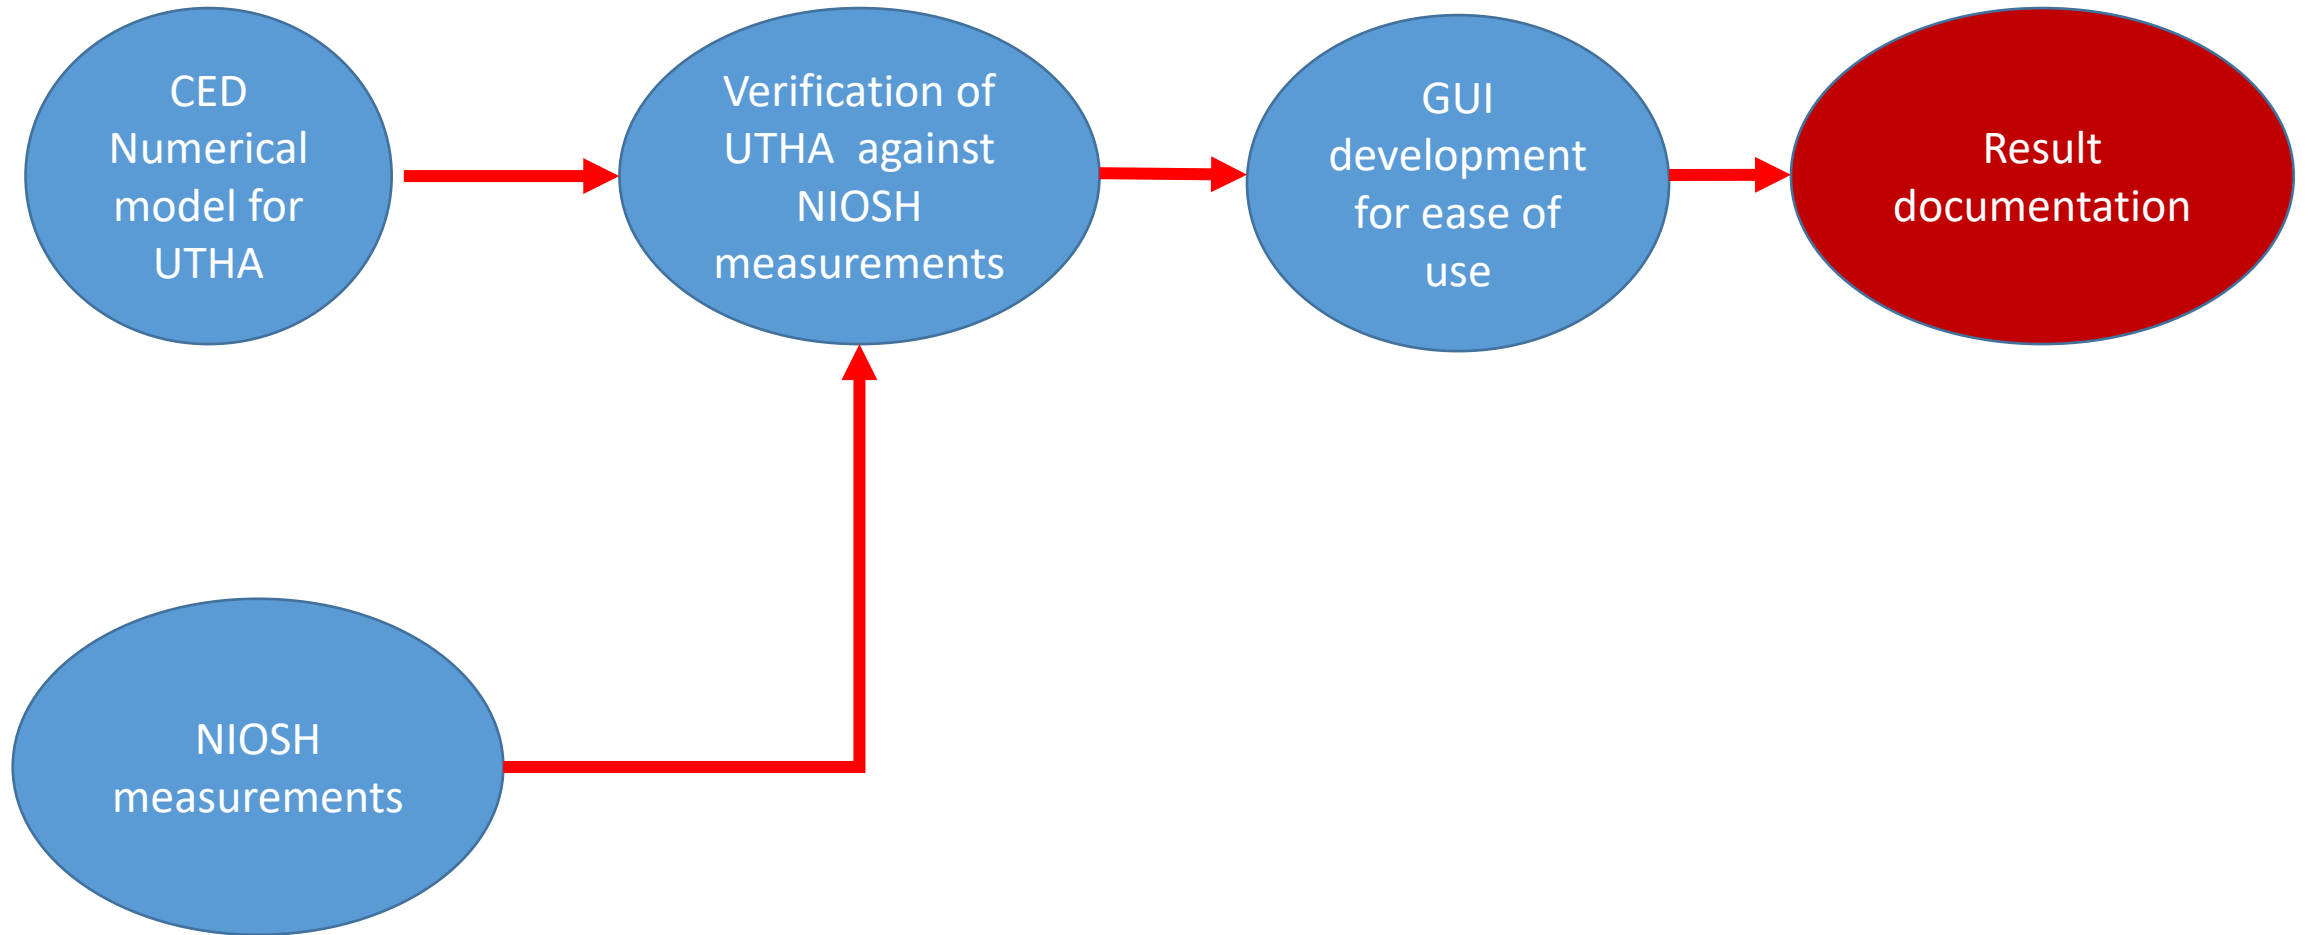 CED
Numerical
model for
UTHA
Verification of
UTHA  against
NIOSH
measurements
GUI
development
for ease of
use
Result
documentation
NIOSH
measurements